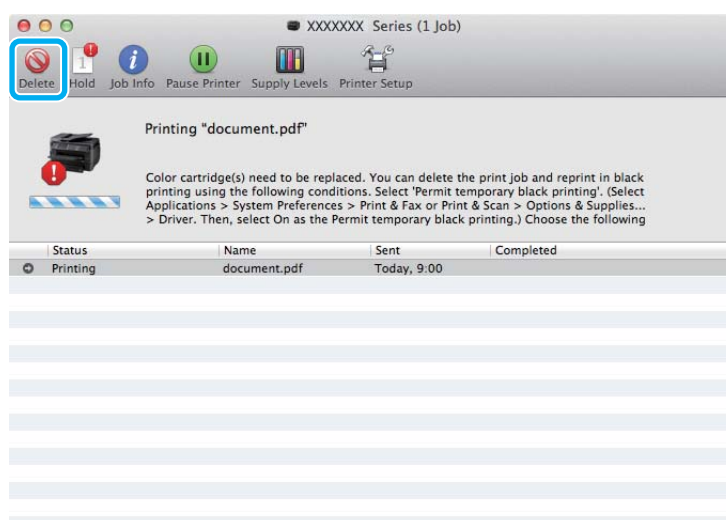 XXXXXXX Series (1 Job)
Delete Hold Job Info Pause Printer Supply Levels Printer Setup
Printing "document.pdf"
Color cartridge(s) need to be replaced. You can delete the print job and reprint in black
printing using the following conditions. Select 'Permit temporary black printing'. (Select
Applications > System Preferences > Print & Fax or Print & Scan > Options & Supplies...
> Driver. Then, select On as the Permit temporary black printing.) Choose the following
Status Name Sent Completed
Printing document.pdf Today, 9:00